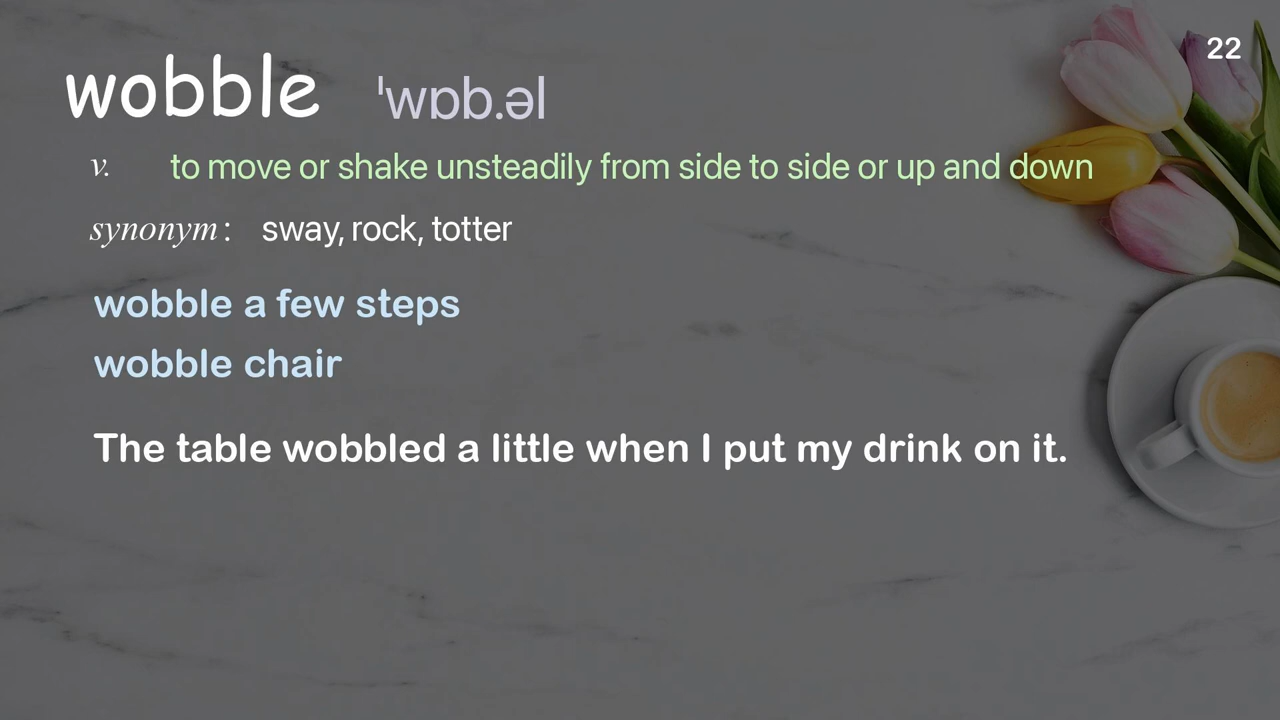 22
wobble ˈwɒb.əl
v. to move or shake unsteadily from side to side or up and down
synonym: sway, rock, totter
wobble a few steps
wobble chair
The table wobbled a little when I put my drink on it.